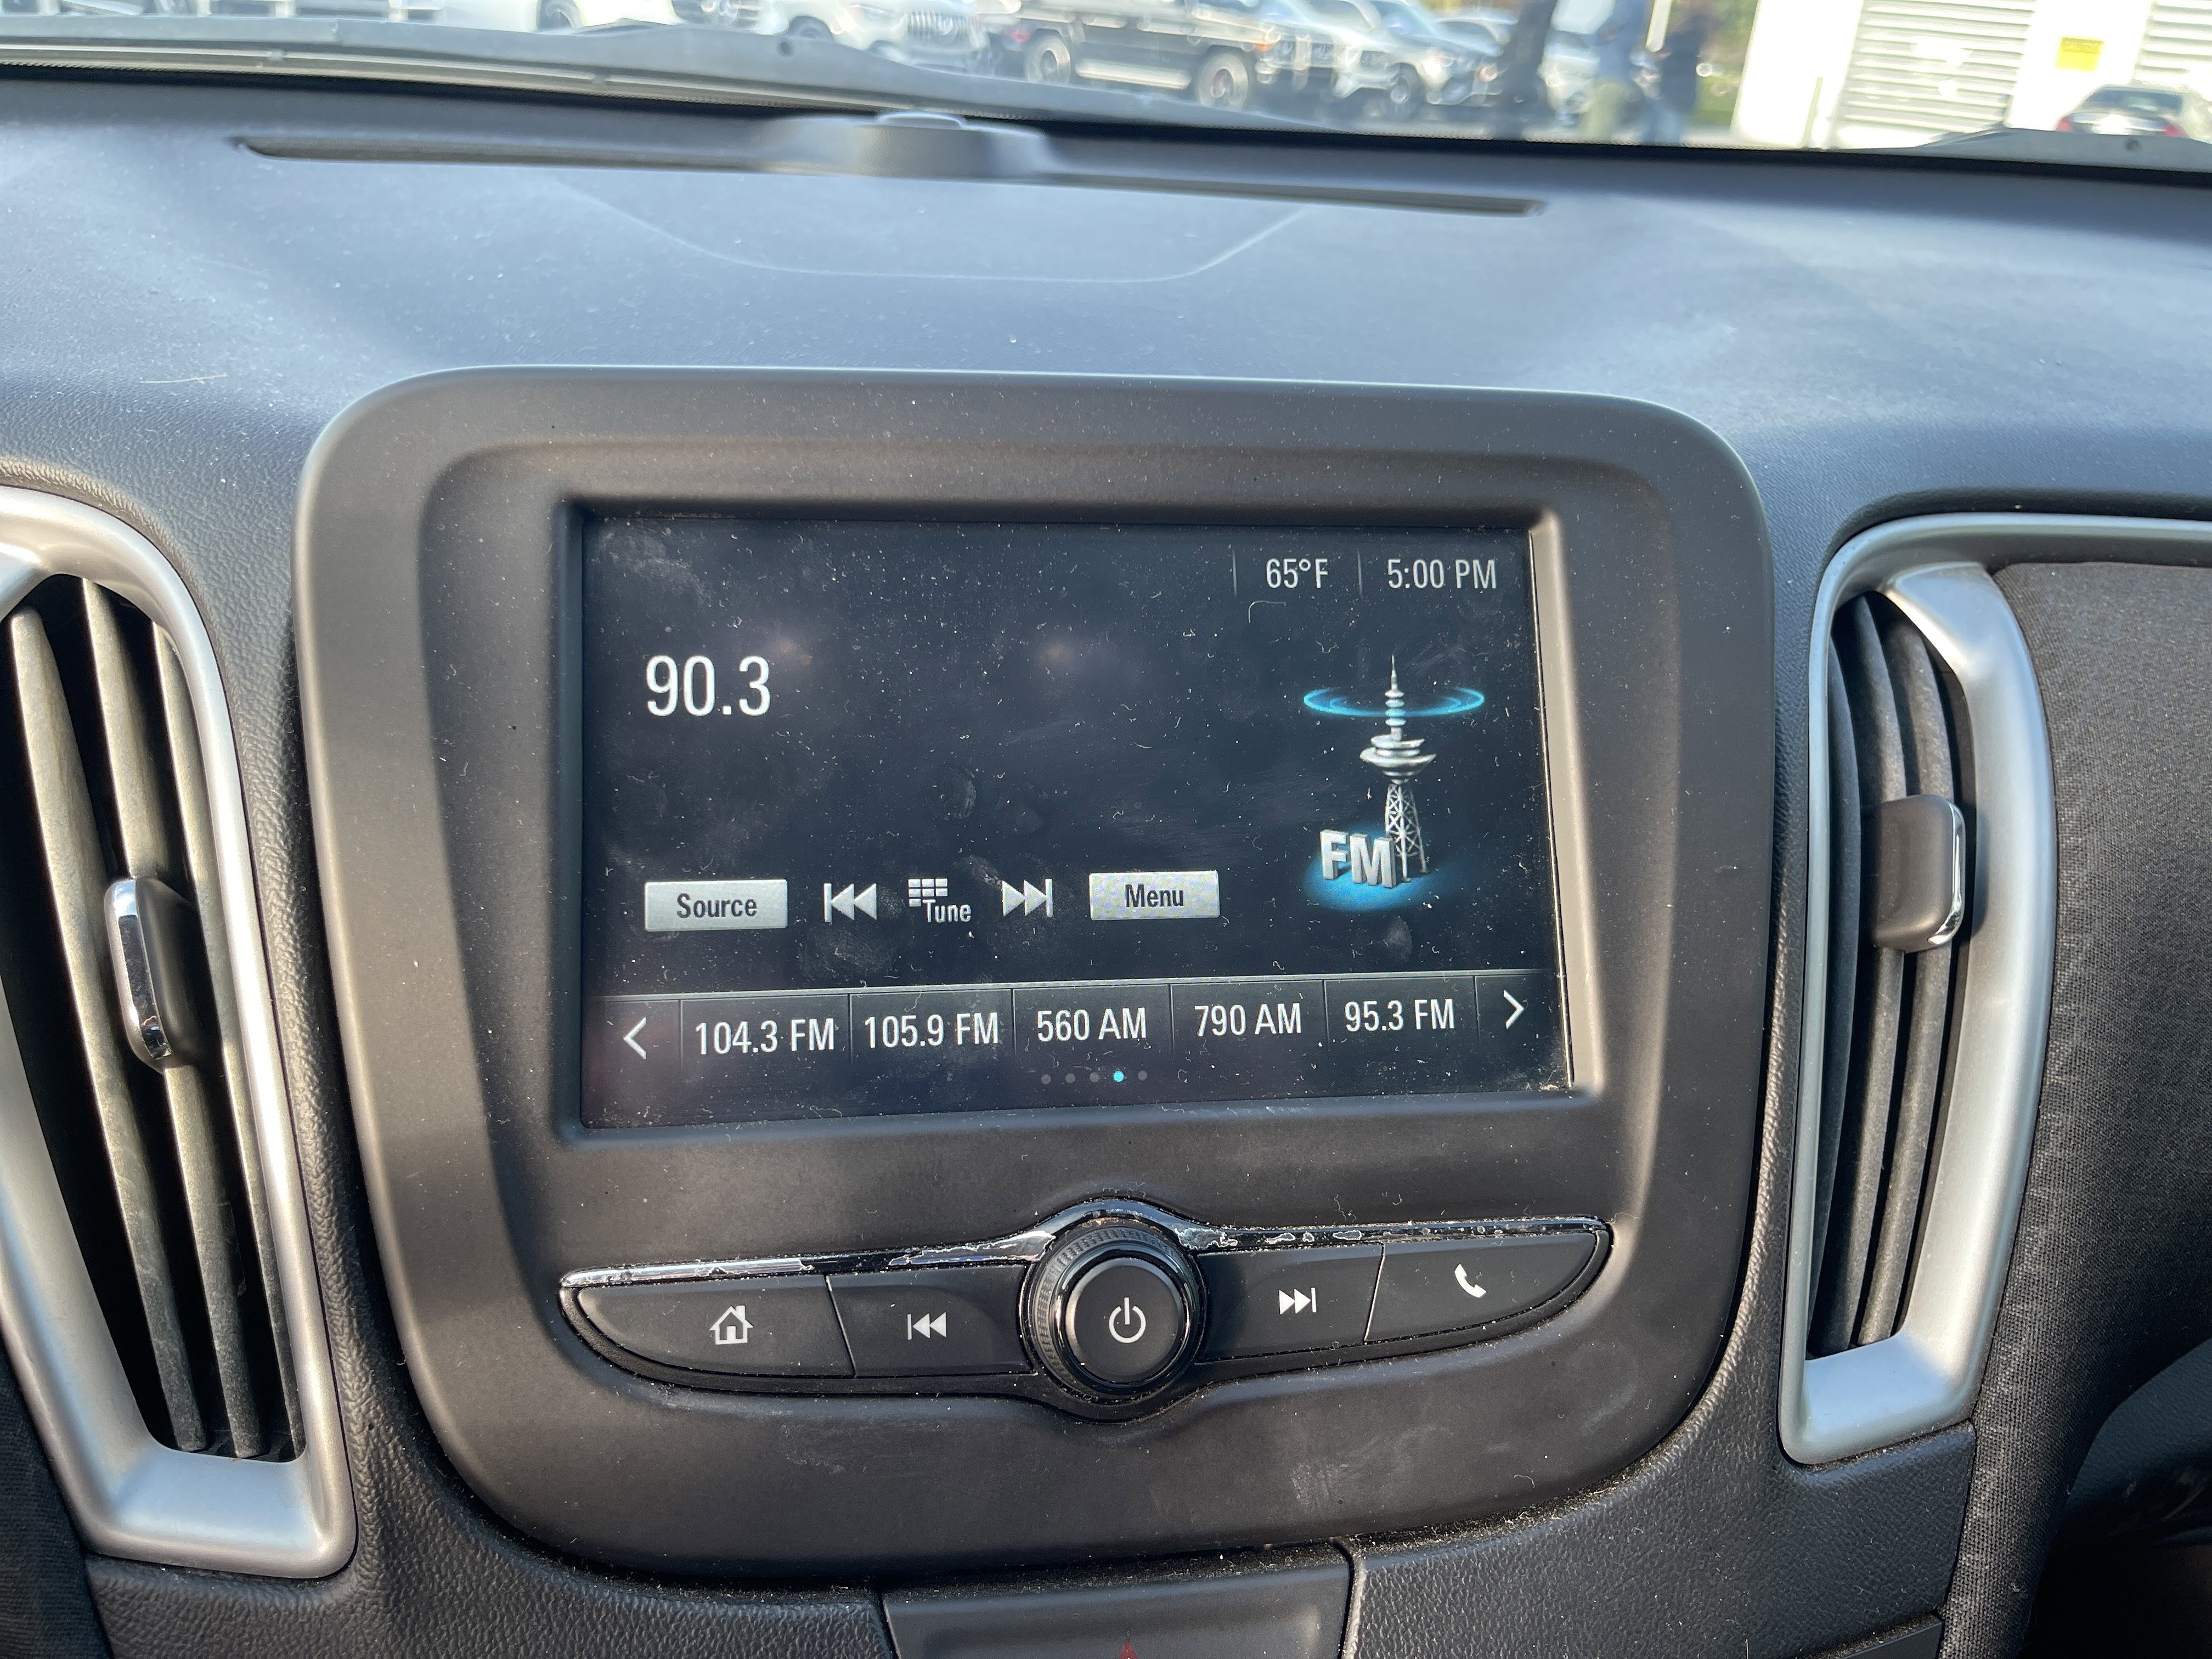 65°F 5:00 PM
90.3
FM
Source Tune Menu
104.3 FM 105.9 FM 560 AM 790 AM 95.3 FM